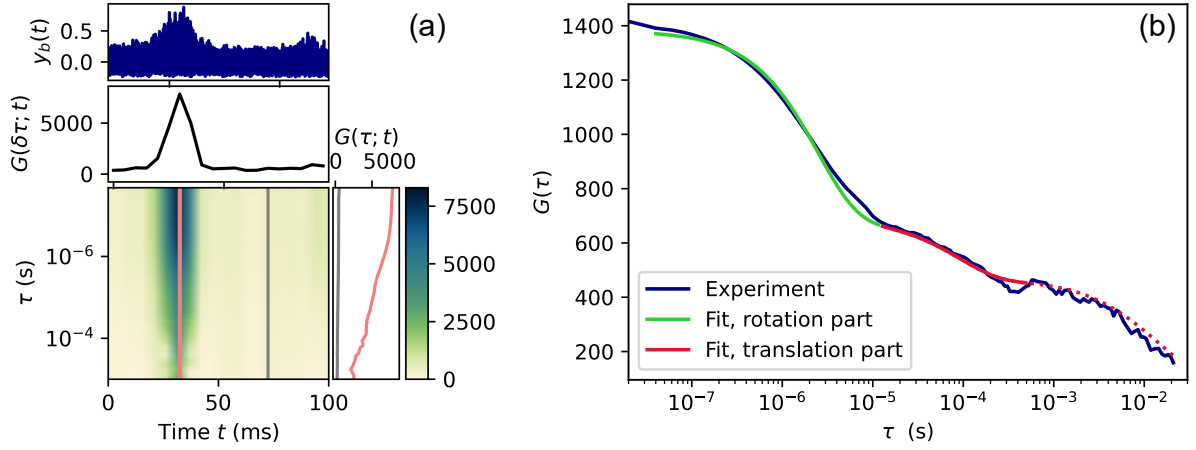 (a)
y_b(t)
0.5
0.0
G(δτ; t)
5000
0
G(τ; t)
0 5000
τ (s)
10⁻⁶
10⁻⁴
0 50 100
Time t (ms)
7500
5000
2500
0
(b)
G(τ)
1400
1200
1000
800
600
400
200
Experiment
Fit, rotation part
Fit, translation part
10⁻⁷ 10⁻⁶ 10⁻⁵ 10⁻⁴ 10⁻³ 10⁻²
τ (s)